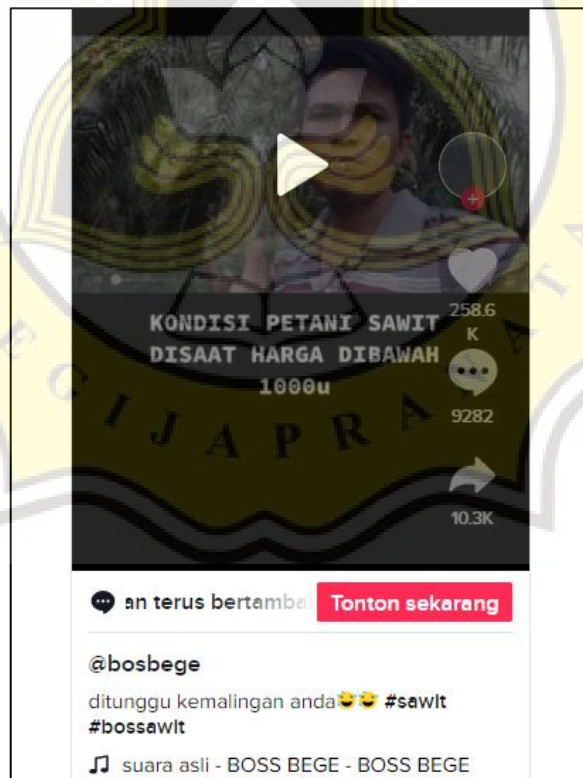 KONDISI PETANI SAWIT
DISAAT HARGA DIBAWAH
1000u
258.6
K
9282
10.3K
GIJAPRA
an terus bertamba
Tonton sekarang
@bosbege
ditunggu kemalingan anda😅😅 #sawit
#bossawit
suara asli - BOSS BEGE - BOSS BEGE